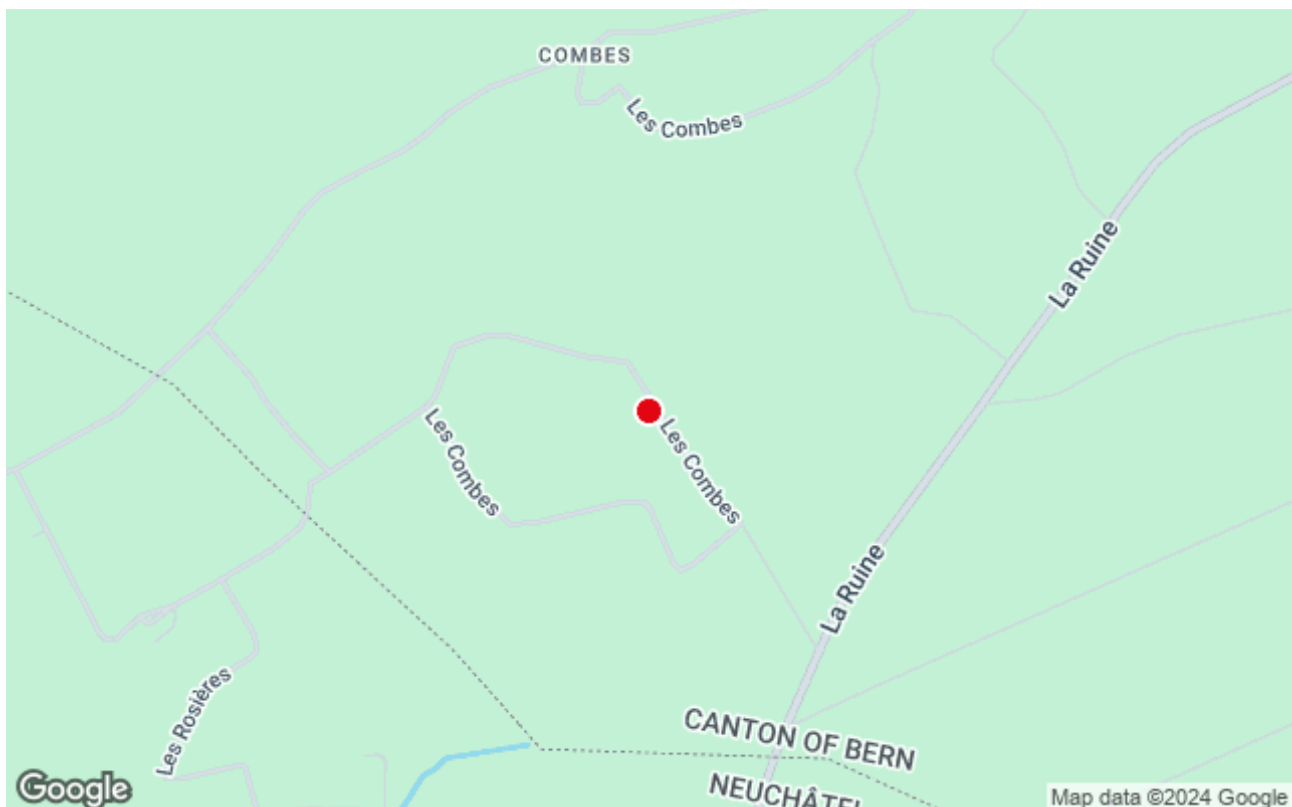 COMBES
Les Combes
La Ruine
Les Combes
Les Combes
La Ruine
Les Rosières
CANTON OF BERN
NEUCHÂTEL
Google
Map data ©2024 Google